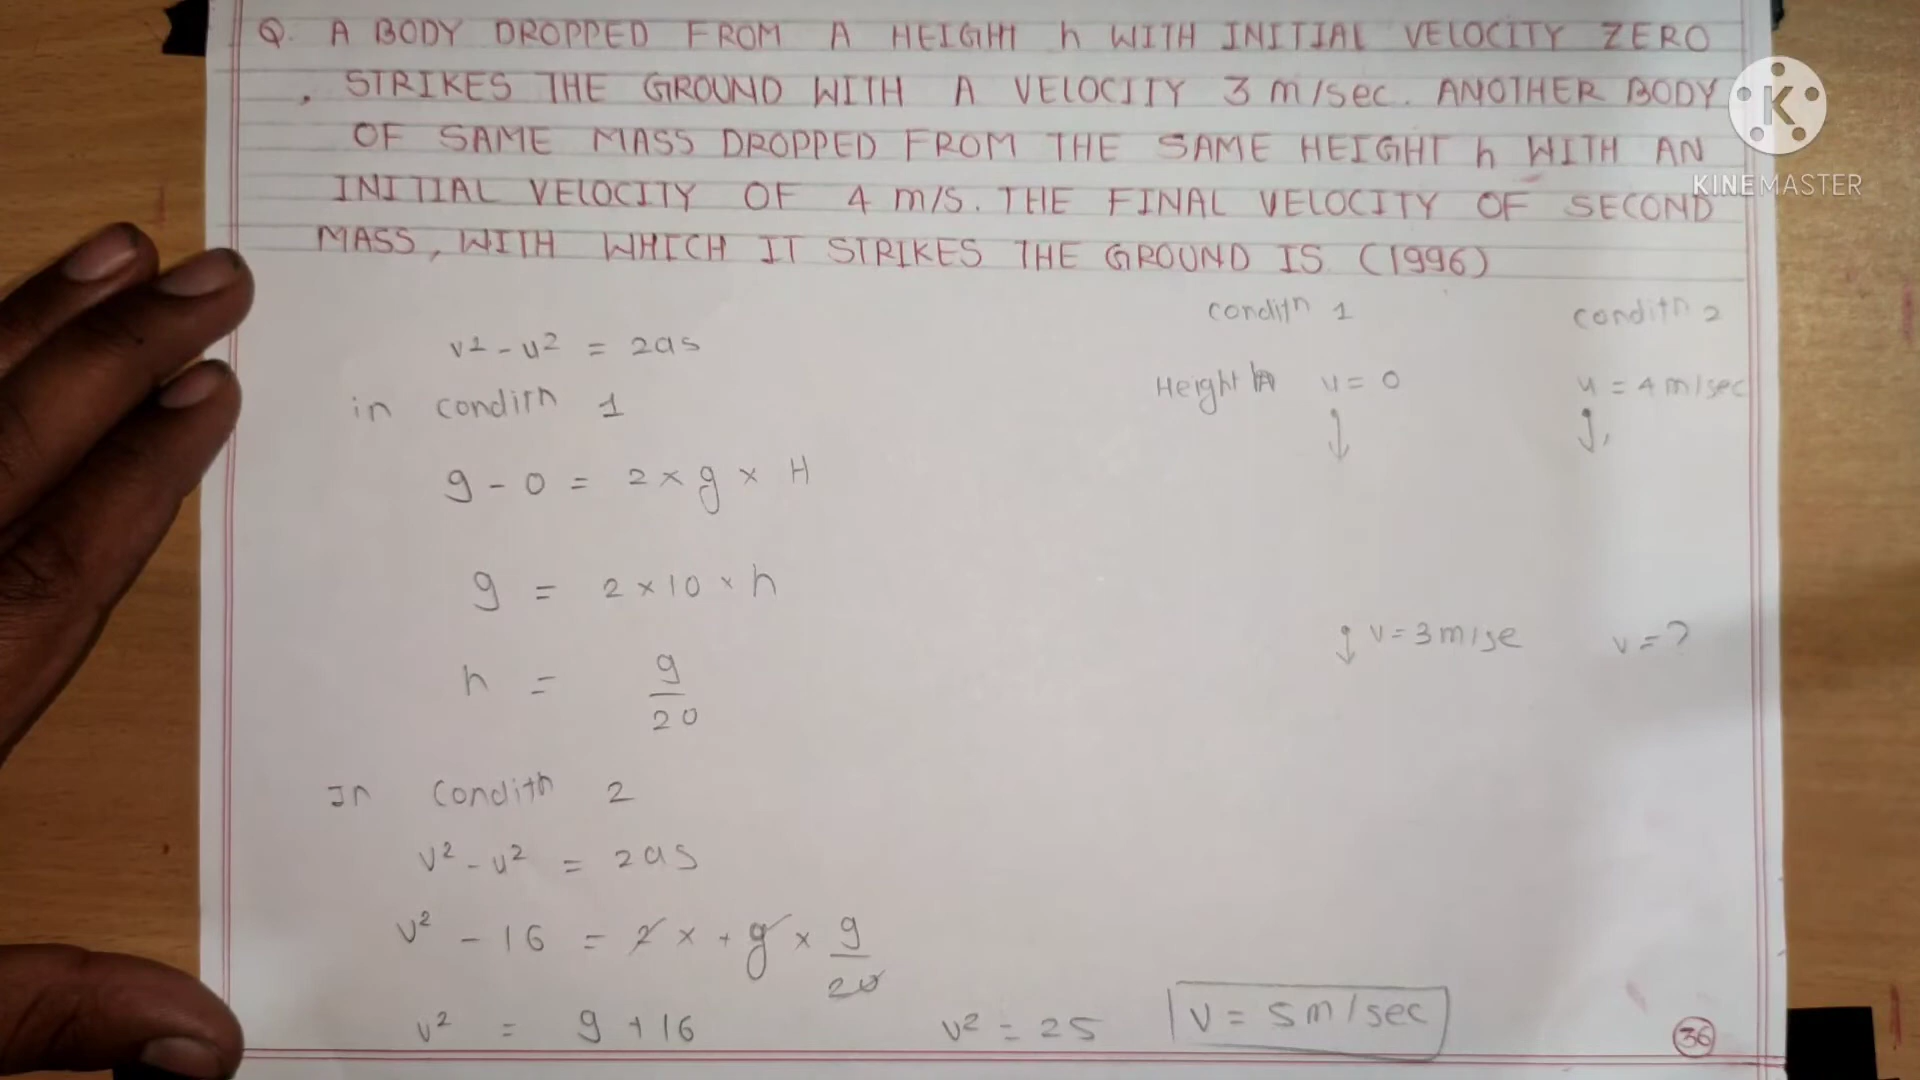 Q. A BODY DROPPED FROM A HEIGHT h WITH INITIAL VELOCITY ZERO
STRIKES THE GROUND WITH A VELOCITY 3 m/sec. ANOTHER BODY
OF SAME MASS DROPPED FROM THE SAME HEIGHT h WITH AN
INITIAL VELOCITY OF 4 m/s. THE FINAL VELOCITY OF SECOND
MASS, WITH WHICH IT STRIKES THE GROUND IS (1996)
K
KINEMASTER
condith 1
condith 2
v² - u² = 2as
Height h u = 0
u = 4 m/sec
in condith 1
9 - 0 = 2 × g × H
9 = 2 × 10 × h
v = 3 m/se
v = ?
h = 9/20
In condith 2
v² - u² = 2as
v² - 16 = 2 × g × 9/20
v² = 9 + 16
v² = 25
v = 5 m/sec
36